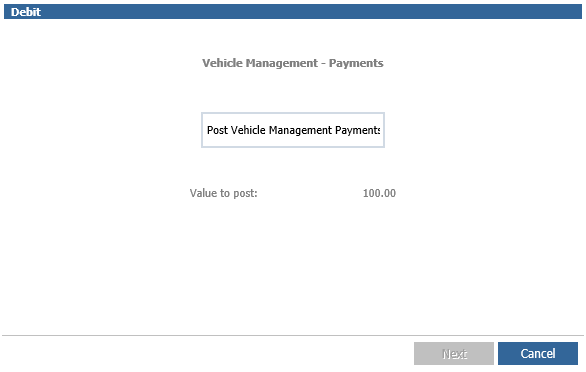 Debit
Vehicle Management - Payments
Post Vehicle Management Payments
Value to post: 100.00
Next Cancel